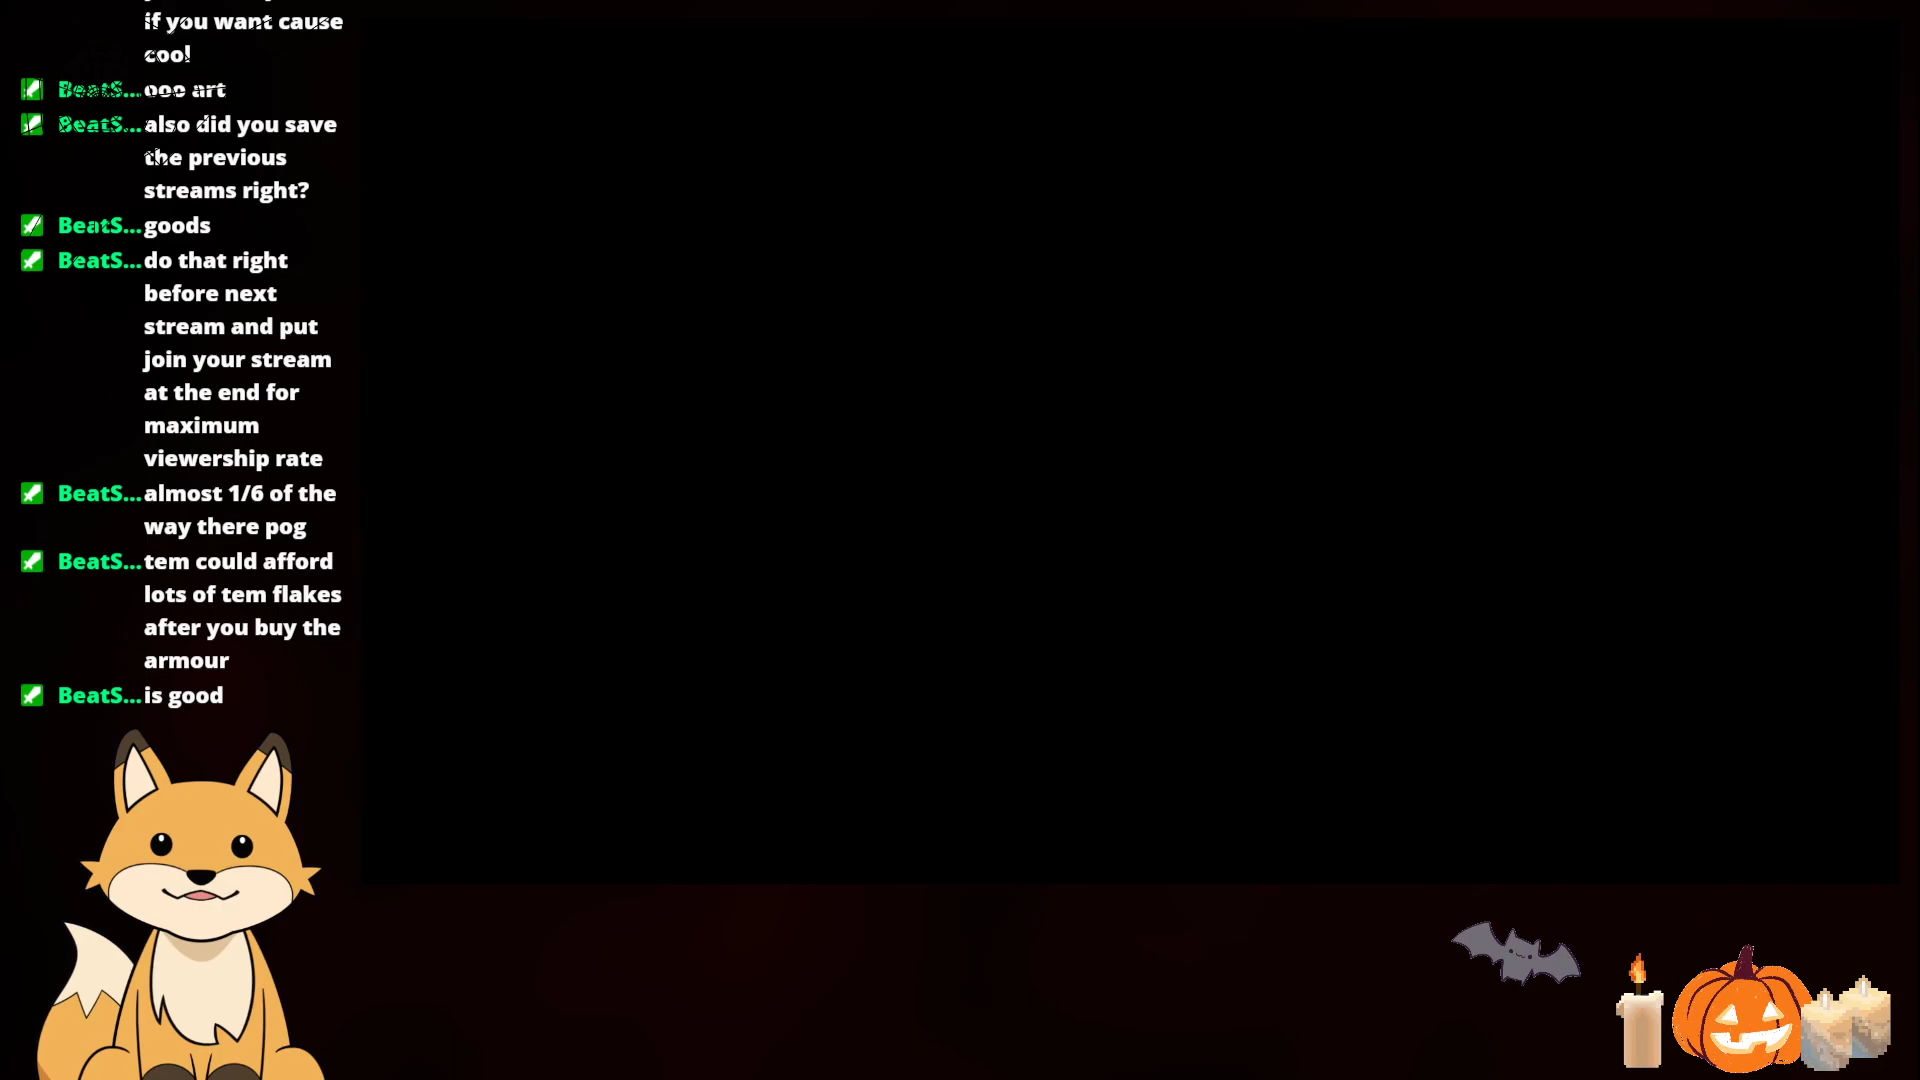 if you want cause
cool
BeatS... ooo art
BeatS... also did you save
the previous
streams right?
BeatS... goods
BeatS... do that right
before next
stream and put
join your stream
at the end for
maximum
viewership rate
BeatS... almost 1/6 of the
way there pog
BeatS... tem could afford
lots of tem flakes
after you buy the
armour
BeatS... is good